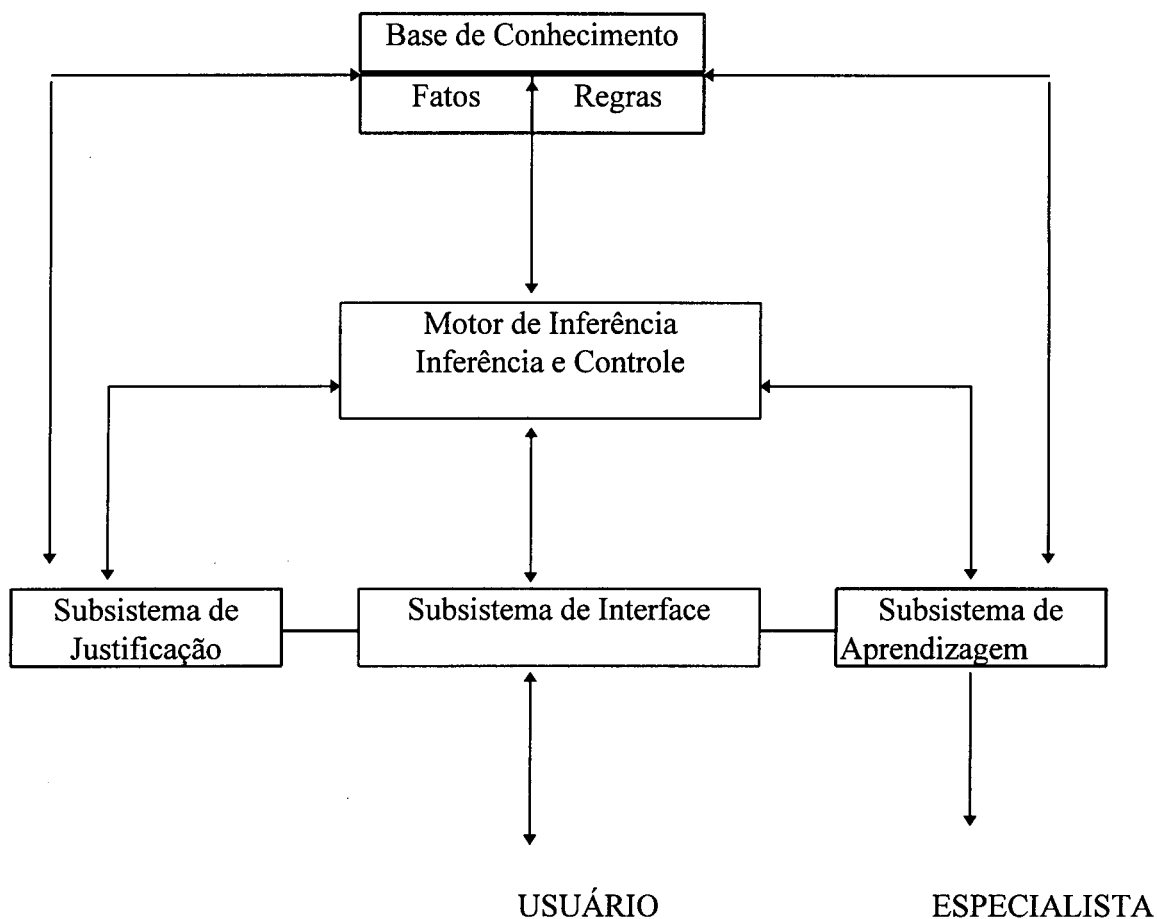 Base de Conhecimento
Fatos Regras
Motor de Inferência
Inferência e Controle
Subsistema de
Justificação
Subsistema de Interface
Subsistema de
Aprendizagem
USUÁRIO ESPECIALISTA